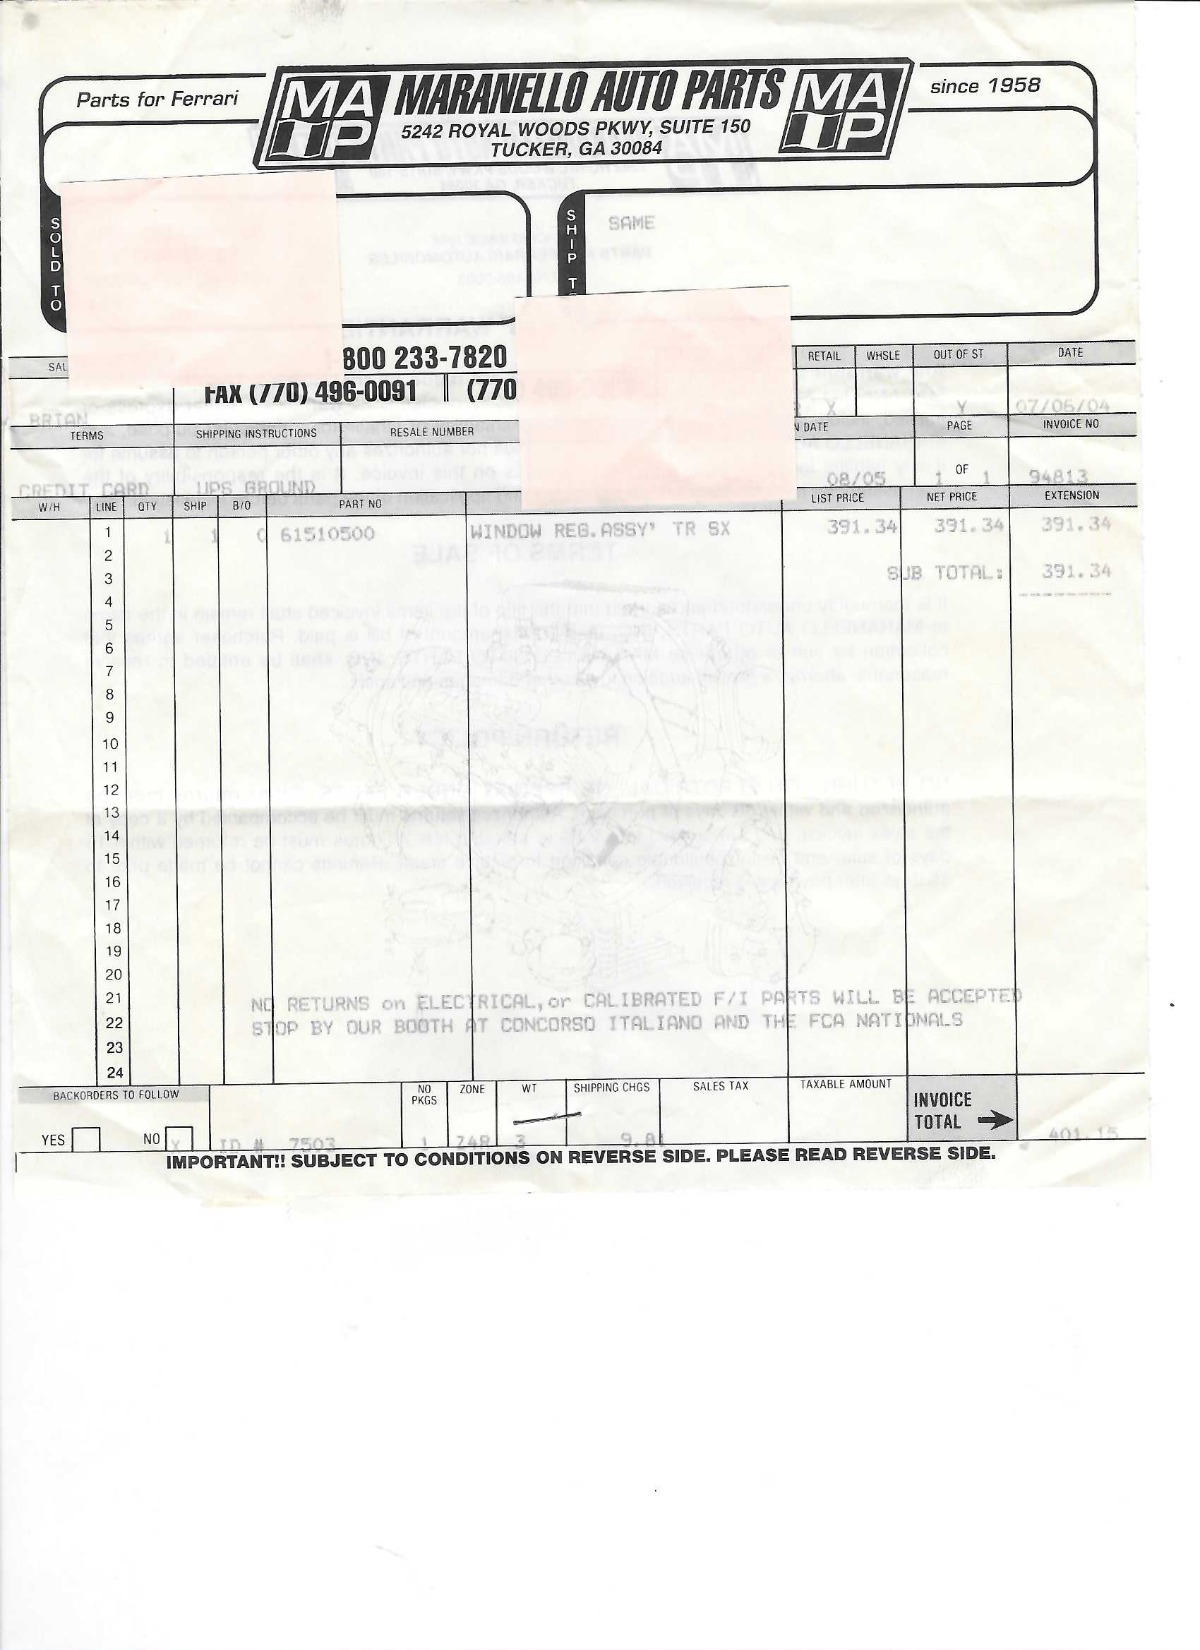 Parts for Ferrari
MA P MARANELLO AUTO PARTS MA P
since 1958
5242 ROYAL WOODS PKWY, SUITE 150
TUCKER, GA 30084
SOLD TO
SHIP T
SAME
800 233-7820
FAX (770) 496-0091 (770
SAL RETAIL WHSLE OUT OF ST DATE
BRIAN X Y 07/06/04
TERMS SHIPPING INSTRUCTIONS RESALE NUMBER N DATE PAGE INVOICE NO
CREDIT CARD UPS GROUND 08/05 1 OF 1 94813
W/H LINE QTY SHIP B/O PART NO LIST PRICE NET PRICE EXTENSION
1 1 1 0 61510500 WINDOW REG.ASSY' TR SX 391.34 391.34 391.34
2
3 SUB TOTAL: 391.34
4
5
6
7
8
9
10
11
12
13
14
15
16
17
18
19
20
21 NO RETURNS on ELECTRICAL,or CALIBRATED F/I PARTS WILL BE ACCEPTED
22 STOP BY OUR BOOTH AT CONCORSO ITALIANO AND THE FCA NATIONALS
23
24
BACKORDERS TO FOLLOW NO PKGS ZONE WT SHIPPING CHGS SALES TAX TAXABLE AMOUNT INVOICE TOTAL
YES NO X ID # 7503 1 248 3 9.81 401.15
IMPORTANT!! SUBJECT TO CONDITIONS ON REVERSE SIDE. PLEASE READ REVERSE SIDE.